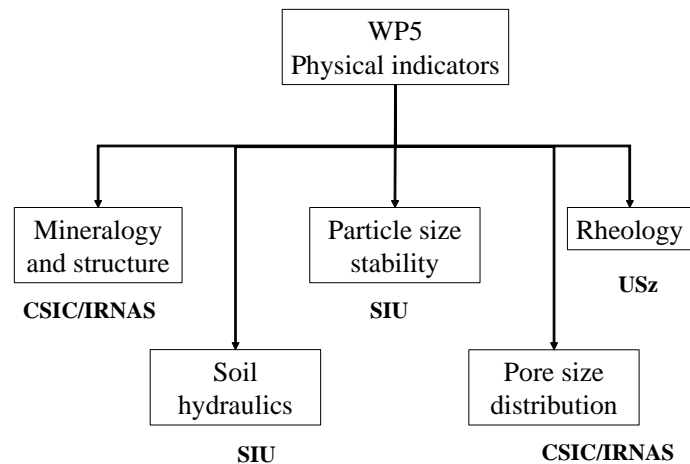 WP5
Physical indicators
Mineralogy
and structure
CSIC/IRNAS
Particle size
stability
SIU
Rheology
USz
Soil
hydraulics
SIU
Pore size
distribution
CSIC/IRNAS